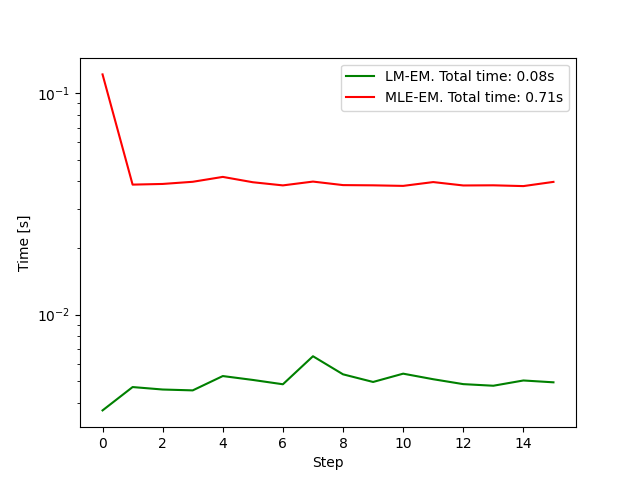 LM-EM. Total time: 0.08s
MLE-EM. Total time: 0.71s
10⁻¹
10⁻²
Time [s]
0 2 4 6 8 10 12 14
Step